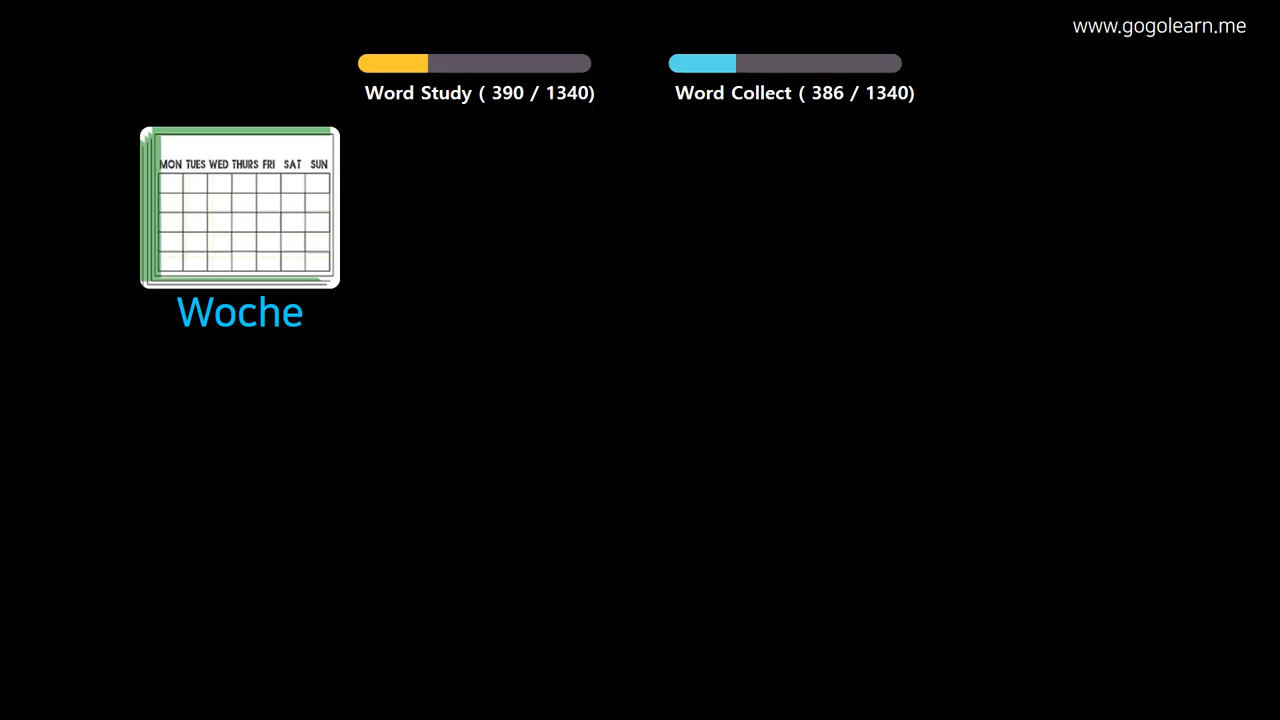 www.gogolearn.me
Word Study ( 390 / 1340) Word Collect ( 386 / 1340)
MON TUES WED THURS FRI SAT SUN
Woche